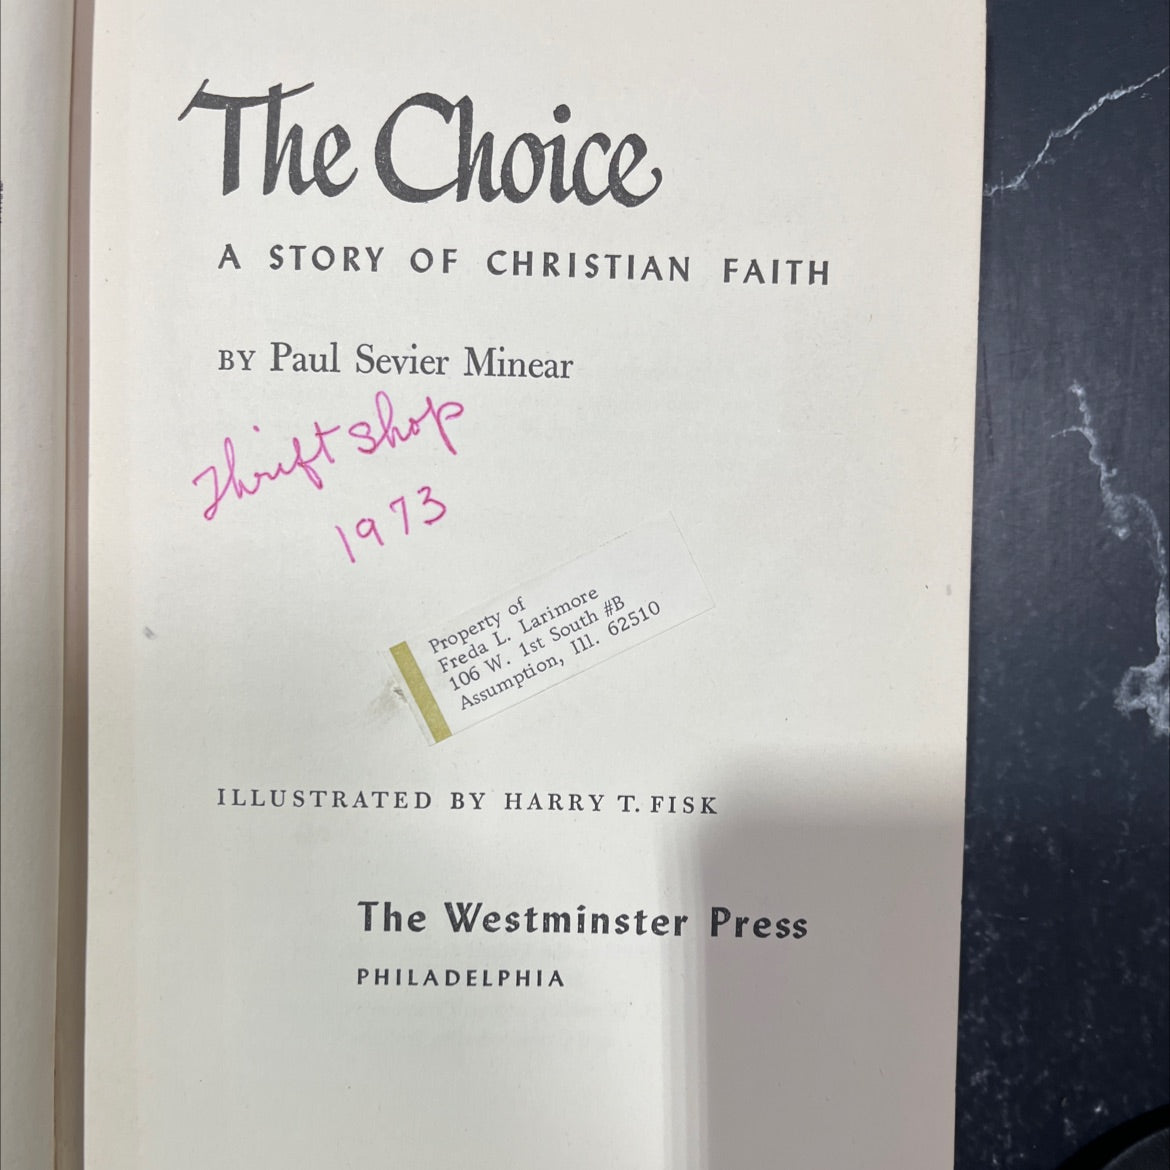 The Choice
A STORY OF CHRISTIAN FAITH
BY Paul Sevier Minear
Thrift Shop
1973
Property of
Freda L. Larimore
106 W. 1st South #B
Assumption, Ill. 62510
ILLUSTRATED BY HARRY T. FISK
The Westminster Press
PHILADELPHIA